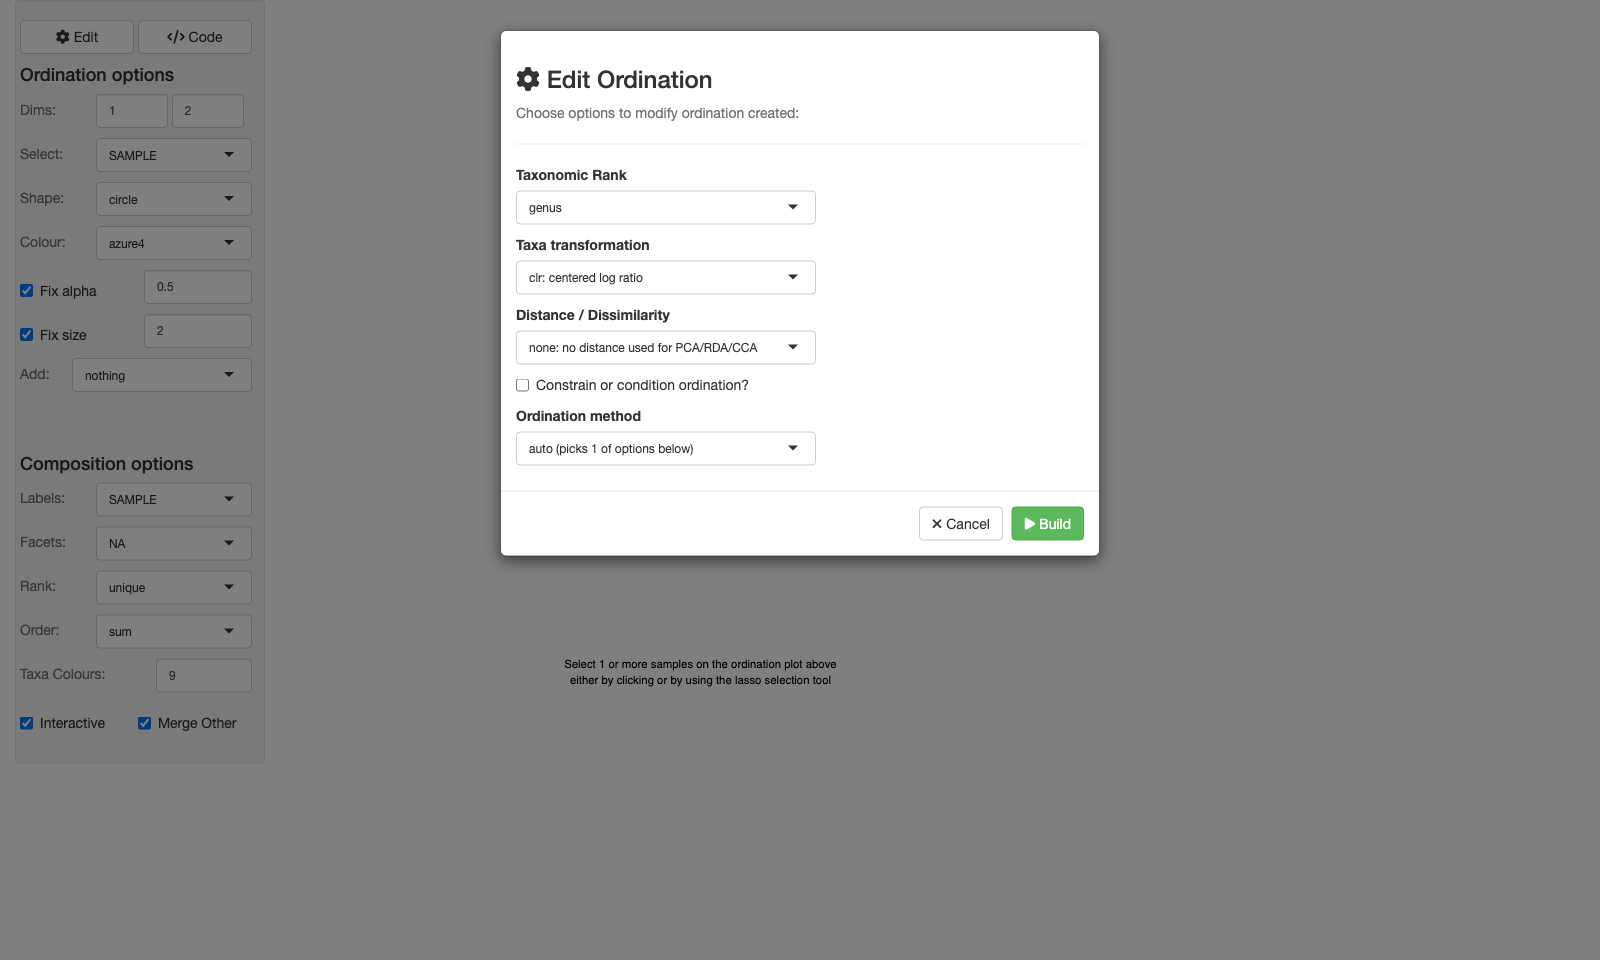 Edit
Code
Ordination options
Dims:
1
2
Select:
SAMPLE
Shape:
circle
Colour:
azure4
Fix alpha
0.5
Fix size
2
Add:
nothing
Composition options
Labels:
SAMPLE
Facets:
NA
Rank:
unique
Order:
sum
Taxa Colours:
9
Interactive
Merge Other
Edit Ordination
Choose options to modify ordination created:
Taxonomic Rank
genus
Taxa transformation
clr: centered log ratio
Distance / Dissimilarity
none: no distance used for PCA/RDA/CCA
Constrain or condition ordination?
Ordination method
auto (picks 1 of options below)
Cancel
Build
Select 1 or more samples on the ordination plot above
either by clicking or by using the lasso selection tool